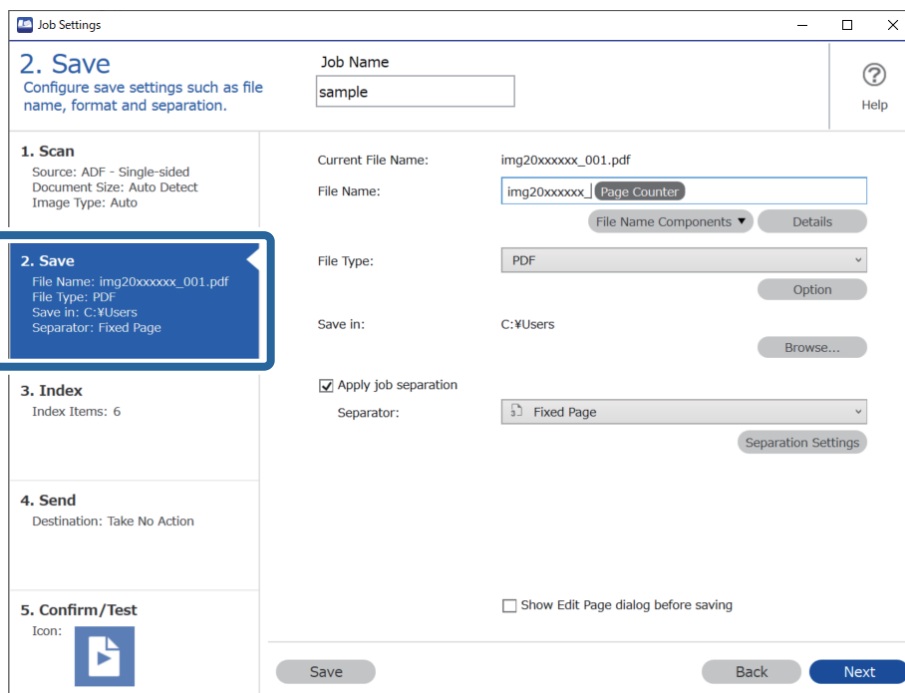 Job Settings
2. Save
Configure save settings such as file
name, format and separation.
Job Name
sample
Help
1. Scan
Source: ADF - Single-sided
Document Size: Auto Detect
Image Type: Auto
2. Save
File Name: img20xxxxxx_001.pdf
File Type: PDF
Save in: C:¥Users
Separator: Fixed Page
3. Index
Index Items: 6
4. Send
Destination: Take No Action
5. Confirm/Test
Icon:
Current File Name: img20xxxxxx_001.pdf
File Name: img20xxxxxx_ Page Counter
File Name Components ▼ Details
File Type: PDF
Option
Save in: C:¥Users
Browse...
Apply job separation
Separator: Fixed Page
Separation Settings
Show Edit Page dialog before saving
Save Back Next